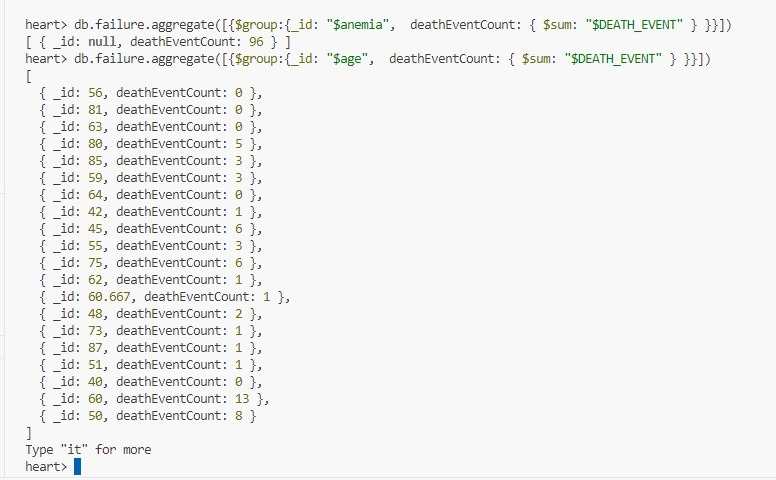 heart> db.failure.aggregate([{$group:{_id: "$anemia",  deathEventCount: { $sum: "$DEATH_EVENT" } }}])
[ { _id: null, deathEventCount: 96 } ]
heart> db.failure.aggregate([{$group:{_id: "$age",  deathEventCount: { $sum: "$DEATH_EVENT" } }}])
[
  { _id: 56, deathEventCount: 0 },
  { _id: 81, deathEventCount: 0 },
  { _id: 63, deathEventCount: 0 },
  { _id: 80, deathEventCount: 5 },
  { _id: 85, deathEventCount: 3 },
  { _id: 59, deathEventCount: 3 },
  { _id: 64, deathEventCount: 0 },
  { _id: 42, deathEventCount: 1 },
  { _id: 45, deathEventCount: 6 },
  { _id: 55, deathEventCount: 3 },
  { _id: 75, deathEventCount: 6 },
  { _id: 62, deathEventCount: 1 },
  { _id: 60.667, deathEventCount: 1 },
  { _id: 48, deathEventCount: 2 },
  { _id: 73, deathEventCount: 1 },
  { _id: 87, deathEventCount: 1 },
  { _id: 51, deathEventCount: 1 },
  { _id: 40, deathEventCount: 0 },
  { _id: 60, deathEventCount: 13 },
  { _id: 50, deathEventCount: 8 }
]
Type "it" for more
heart>